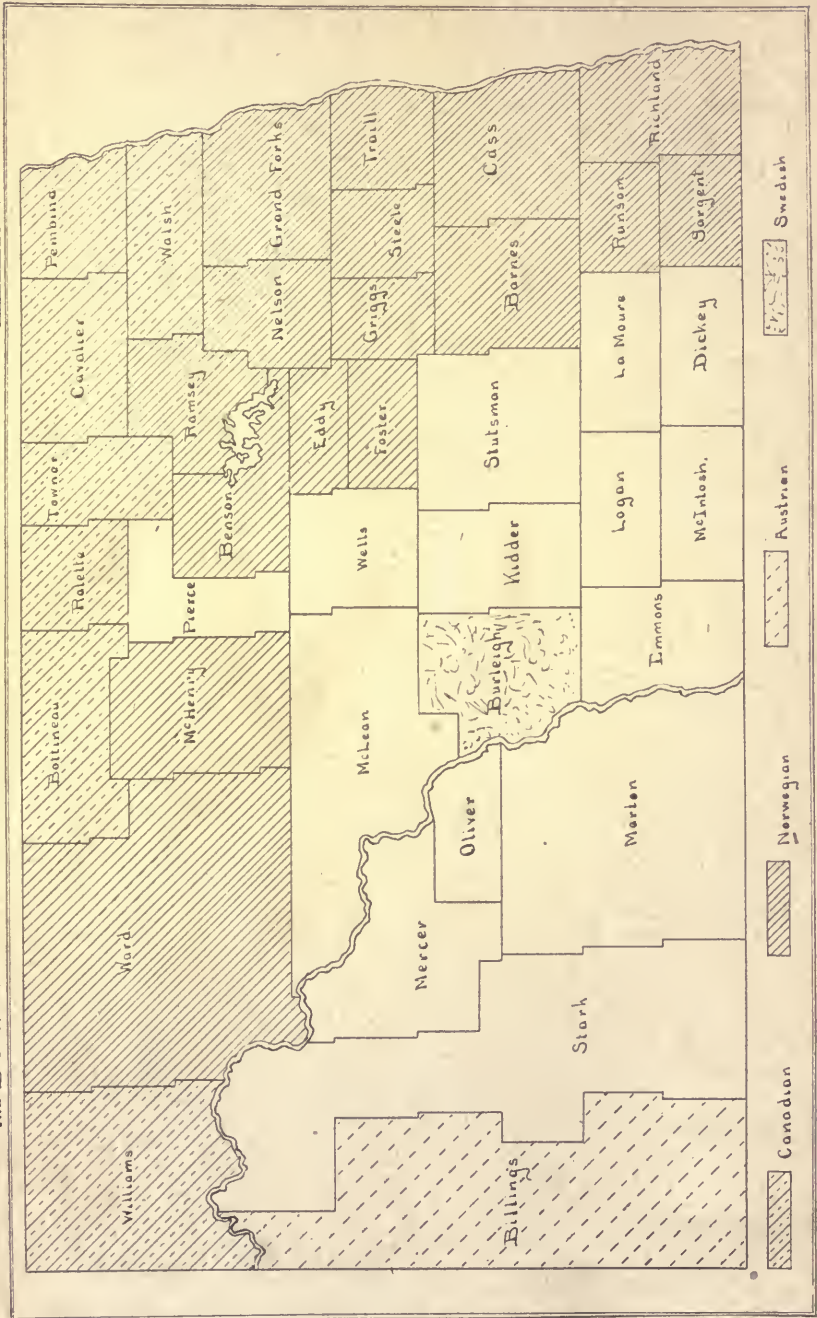 Williams
Ward
Bottineau
Rolette
Towner
Cavalier
Pembina
McHenry
Pierce
Benson
Ramsey
Walsh
Nelson
Grand Forks
McLean
Wells
Eddy
Foster
Griggs
Steele
Traill
Billings
Stark
Mercer
Oliver
Morton
Burleigh
Kidder
Stutsman
Barnes
Cass
Emmons
Logan
La Moure
Ransom
Richland
McIntosh.
Dickey
Sargent
Canadian
Norwegian
Austrian
Swedish